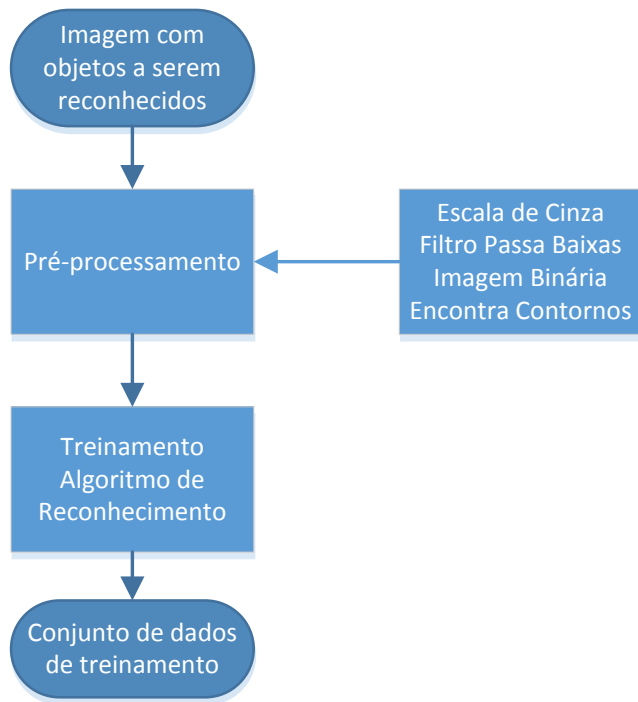 Imagem com
objetos a serem
reconhecidos
Pré-processamento
Escala de Cinza
Filtro Passa Baixas
Imagem Binária
Encontra Contornos
Treinamento
Algoritmo de
Reconhecimento
Conjunto de dados
de treinamento